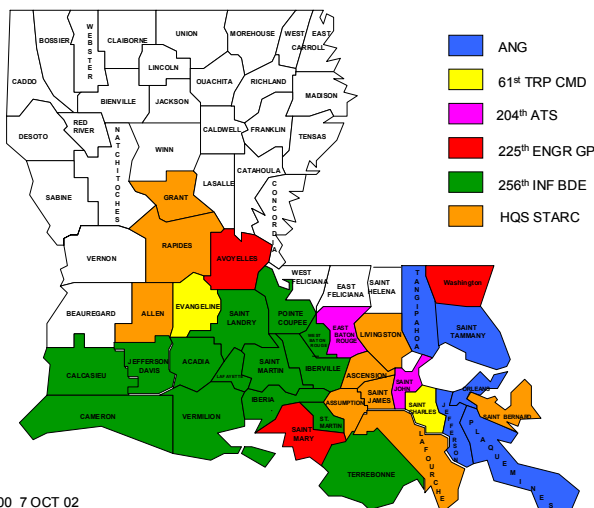 UNION
MOREHOUSE
WEST CARROLL
EAST CARROLL
BOSSIER
WEBSTER
CLAIBORNE
LINCOLN
CADDO
OUACHITA
RICHLAND
MADISON
BIENVILLE
JACKSON
DESOTO
RED RIVER
NATCHITOCHES
WINN
CALDWELL
FRANKLIN
TENSAS
SABINE
GRANT
LASALLE
CATAHOULA
CONCORDIA
VERNON
RAPIDES
AVOYELLES
WEST FELICIANA
EAST FELICIANA
SAINT HELENA
TANGIPAHOA
Washington
BEAUREGARD
ALLEN
EVANGELINE
SAINT LANDRY
POINTE COUPEE
WEST BATON ROUGE
EAST BATON ROUGE
LIVINGSTON
SAINT TAMMANY
CALCASIEU
JEFFERSON DAVIS
ACADIA
LAFAYETTE
SAINT MARTIN
IBERVILLE
ASCENSION
SAINT JOHN
ORLEANS
CAMERON
VERMILION
IBERIA
ASSUMPTION
SAINT JAMES
SAINT CHARLES
JEFFERSON
SAINT BERNARD
SAINT MARY
ST. MARTIN
LAFOURCHE
PLAQUEMINES
TERREBONNE
ANG
61st TRP CMD
204th ATS
225th ENGR GP
256th INF BDE
HQS STARC
00 7 OCT 02